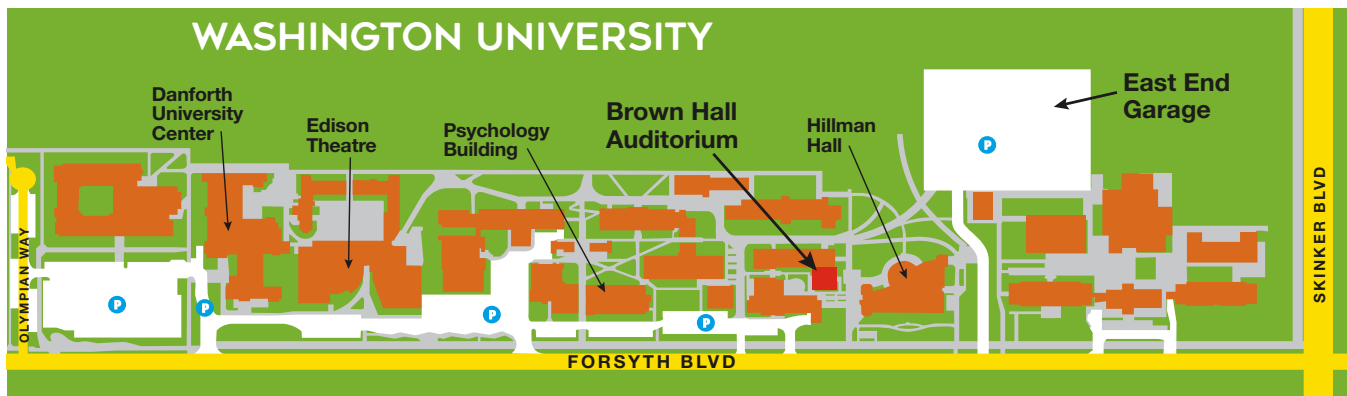 WASHINGTON UNIVERSITY
Danforth
University
Center
Edison
Theatre
Psychology
Building
Brown Hall
Auditorium
Hillman
Hall
East End
Garage
P
P
P
P
P
OLYMPIAN WAY
FORSYTH BLVD
SKINKER BLVD